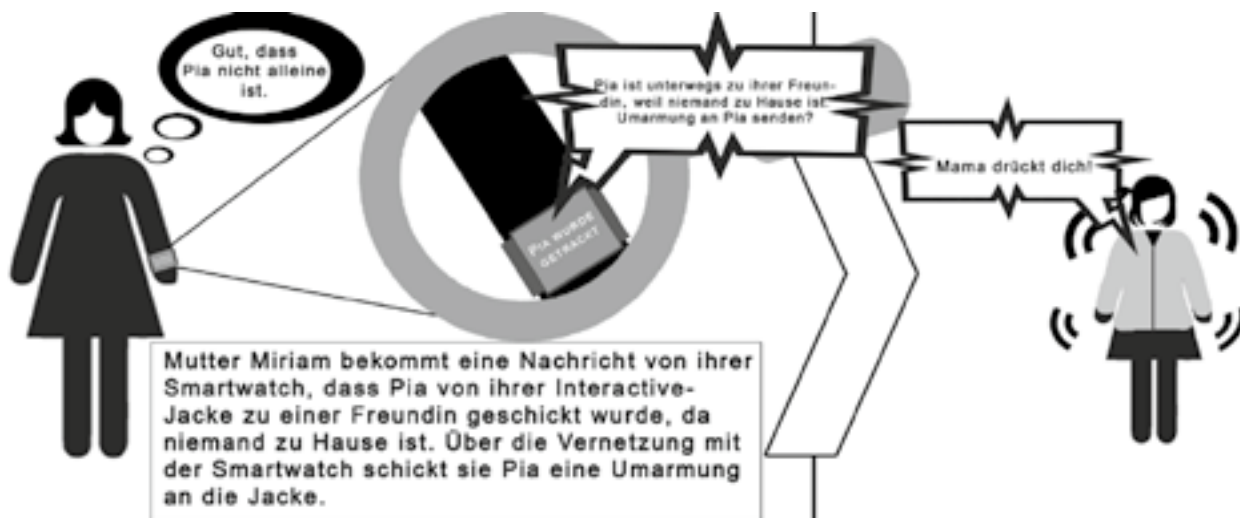 Gut, dass
Pia nicht alleine
ist.
Pia ist unterwegs zu ihrer Freun-
din, weil niemand zu Hause ist.
Umarmung an Pia senden?
PIA WURDE
GETRACKT
Mama drückt dich!
Mutter Miriam bekommt eine Nachricht von ihrer
Smartwatch, dass Pia von ihrer Interactive-
Jacke zu einer Freundin geschickt wurde, da
niemand zu Hause ist. Über die Vernetzung mit
der Smartwatch schickt sie Pia eine Umarmung
an die Jacke.